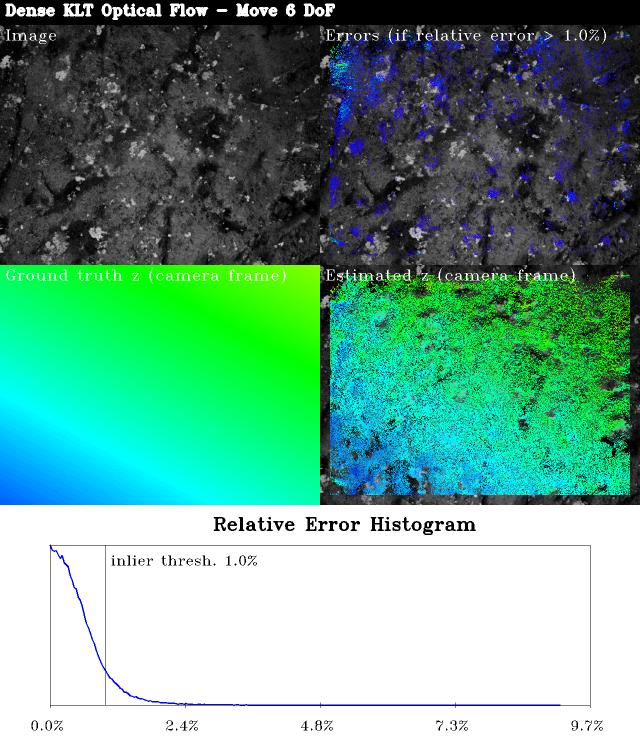 Dense KLT Optical Flow - Move 6 DoF
Image
Errors (if relative error > 1.0%)
Ground truth z (camera frame)
Estimated z (camera frame)
Relative Error Histogram
inlier thresh. 1.0%
0.0% 2.4% 4.8% 7.3% 9.7%